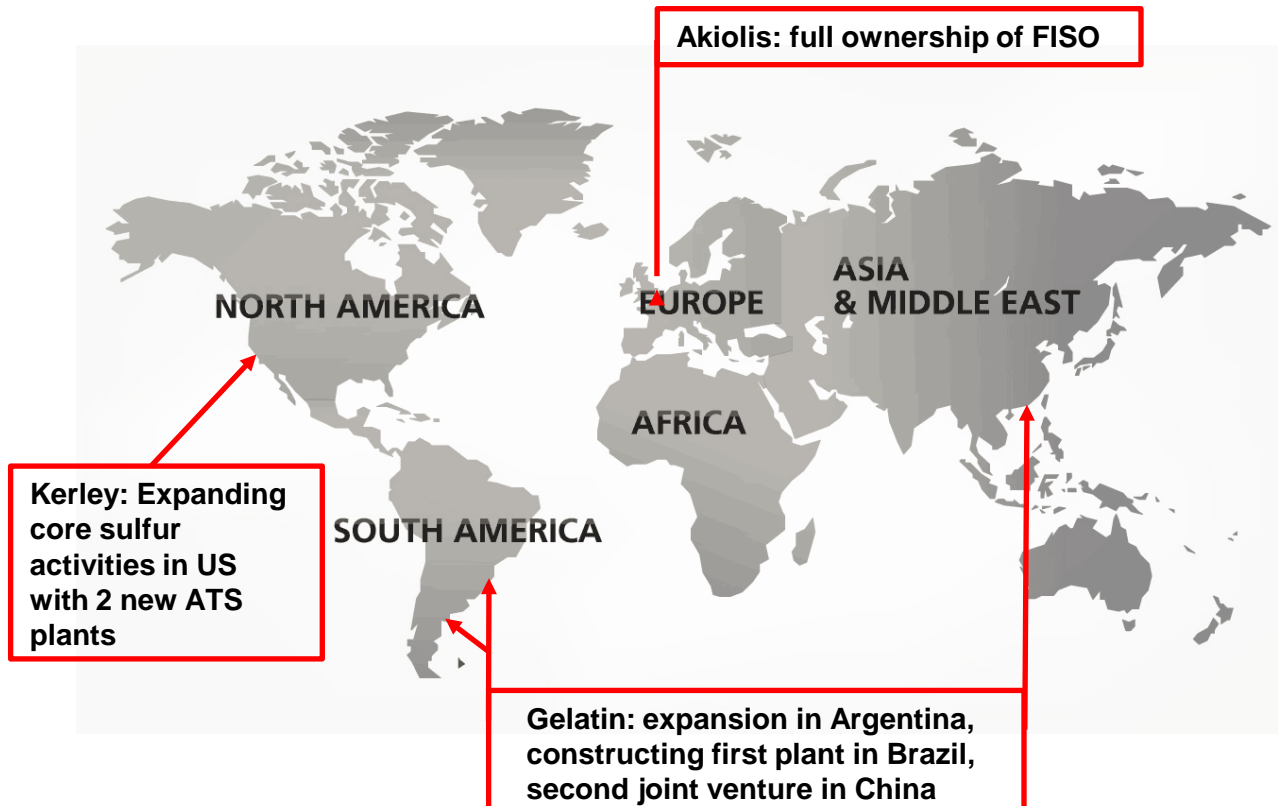 Akiolis: full ownership of FISO
NORTH AMERICA
EUROPE
ASIA
& MIDDLE EAST
AFRICA
SOUTH AMERICA
Kerley: Expanding
core sulfur
activities in US
with 2 new ATS
plants
Gelatin: expansion in Argentina,
constructing first plant in Brazil,
second joint venture in China